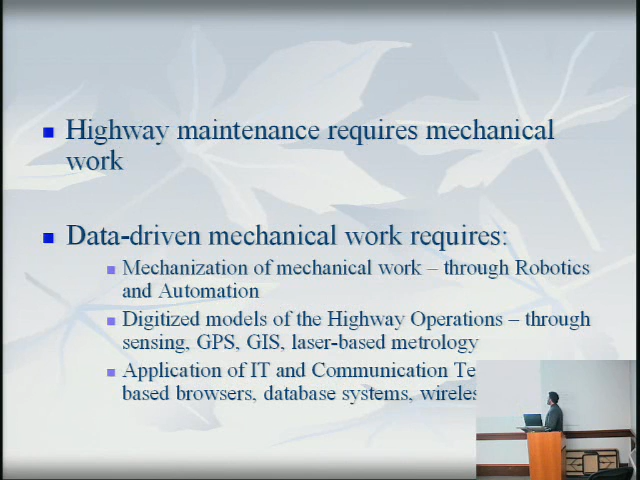 Highway maintenance requires mechanical
work
Data-driven mechanical work requires:
Mechanization of mechanical work – through Robotics
and Automation
Digitized models of the Highway Operations – through
sensing, GPS, GIS, laser-based metrology
Application of IT and Communication
based browsers, database systems,